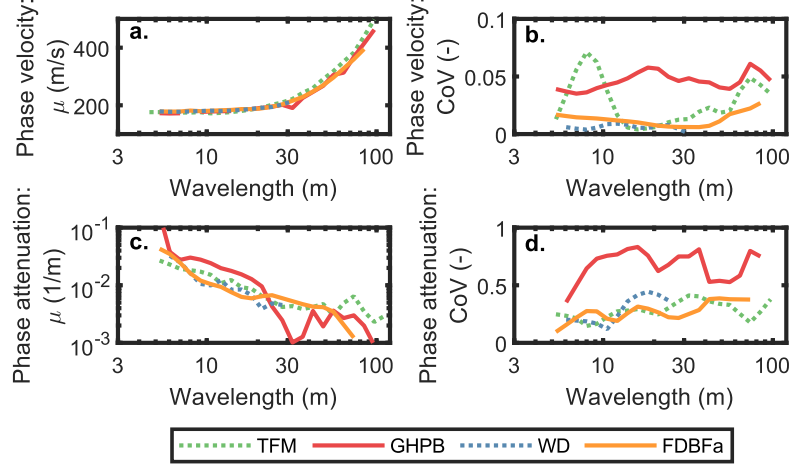 Phase velocity:
μ (m/s)
400
200
a.
3 10 30 100
Wavelength (m)
Phase velocity:
CoV (-)
0.1
0.05
0
b.
3 10 30 100
Wavelength (m)
Phase attenuation:
μ (1/m)
10⁻¹
10⁻²
10⁻³
c.
3 10 30 100
Wavelength (m)
Phase attenuation:
CoV (-)
1
0.5
0
d.
3 10 30 100
Wavelength (m)
TFM GHPB WD FDBFa